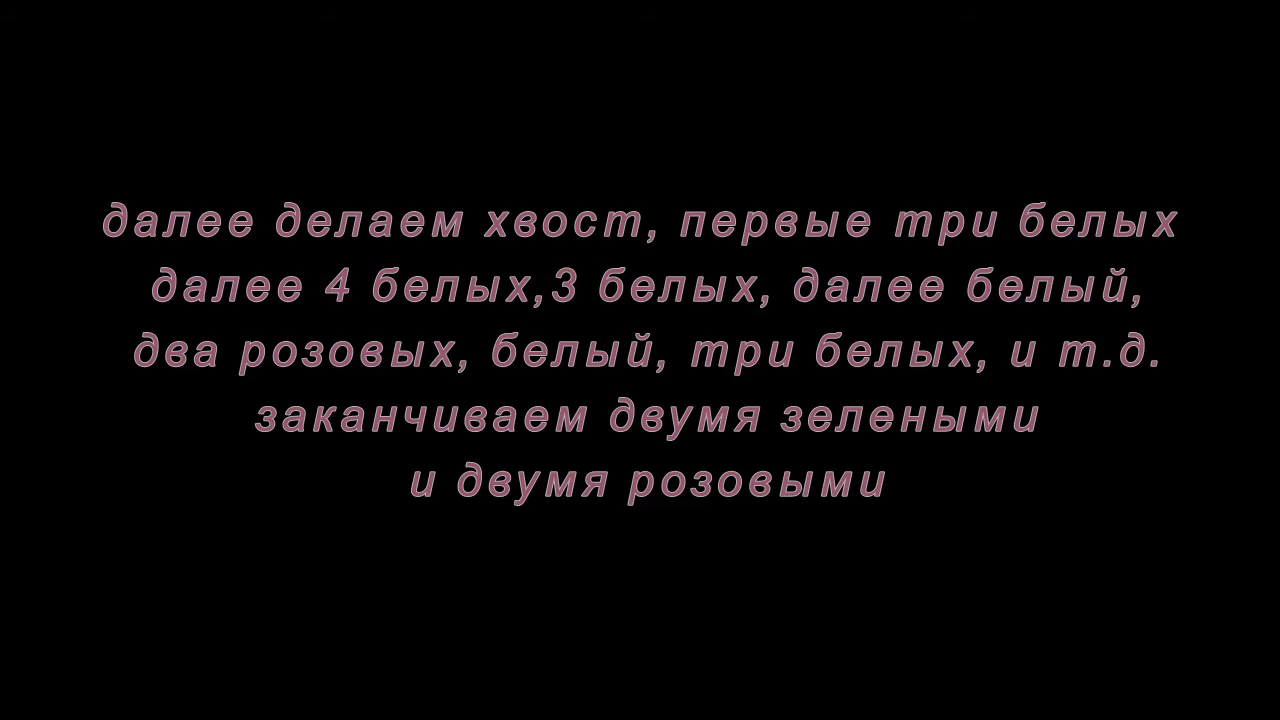 далее делаем хвост, первые три белых
далее 4 белых,3 белых, далее белый,
два розовых, белый, три белых, и т.д.
заканчиваем двумя зелеными
и двумя розовыми